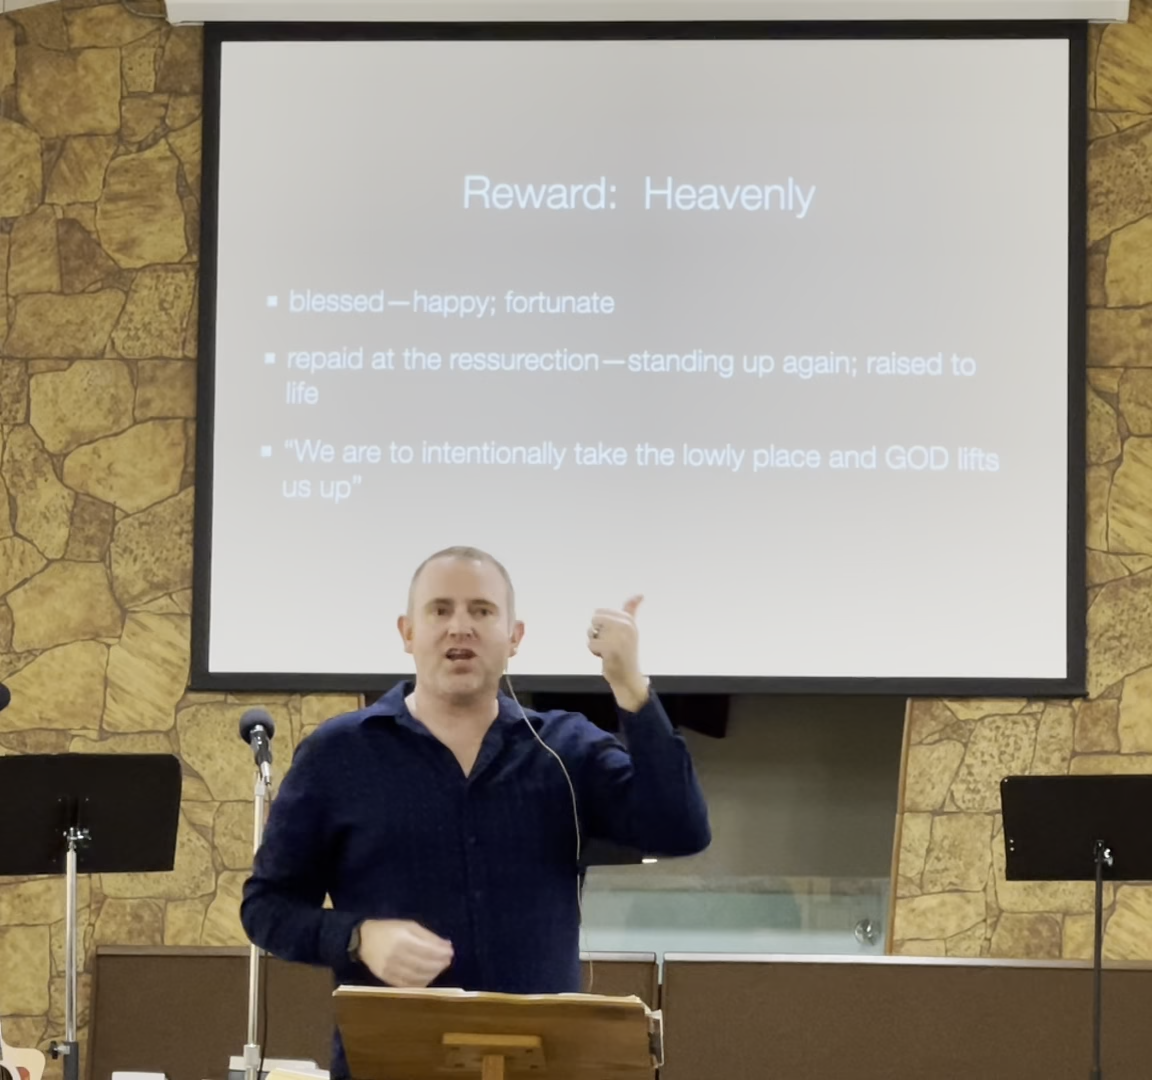 Reward:  Heavenly
▪ blessed—happy; fortunate
▪ repaid at the ressurection—standing up again; raised to
life
▪ “We are to intentionally take the lowly place and GOD lifts
us up”